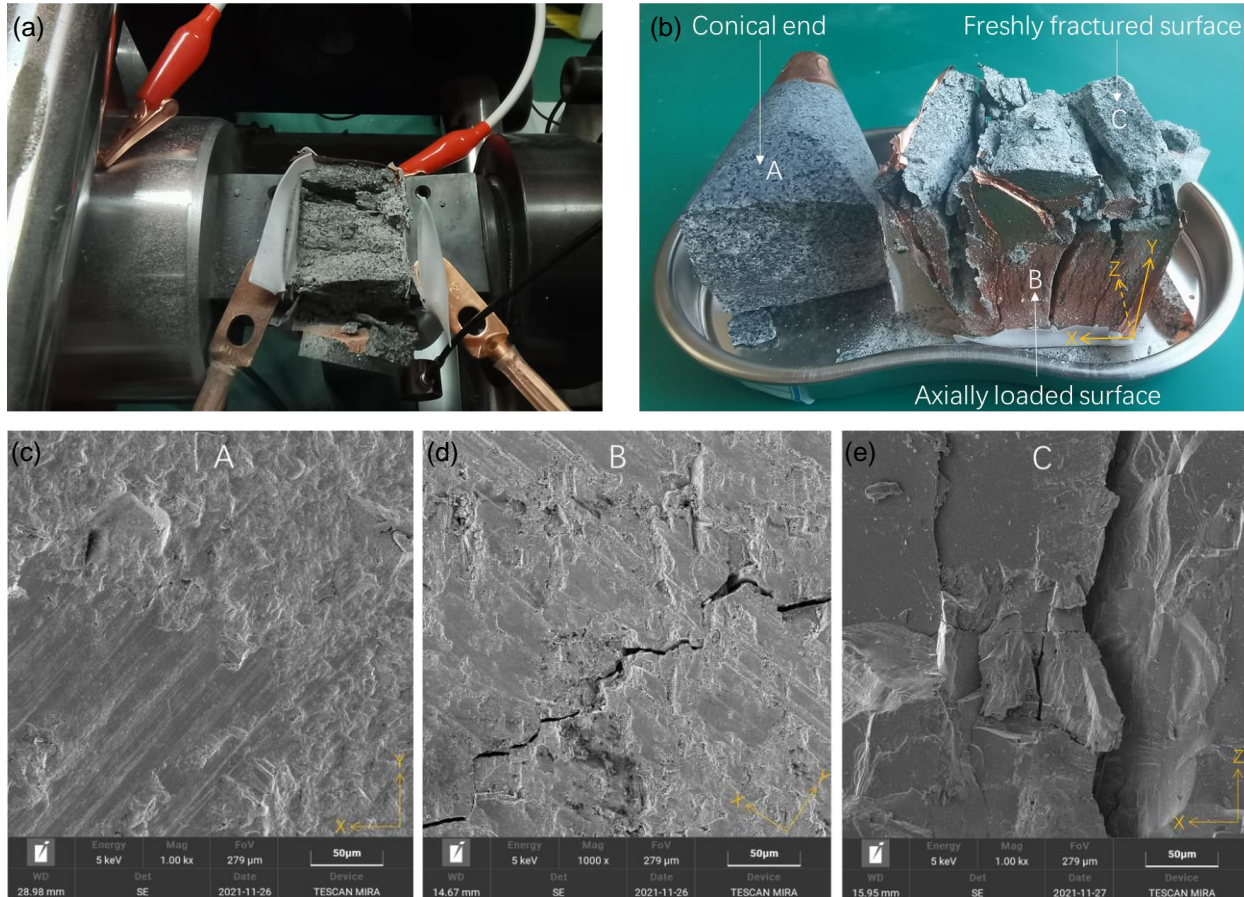 (a)
(b)
Conical end
Freshly fractured surface
A
C
B
Z
Y
X
Axially loaded surface
(c)
A
Y
X
Energy
Mag
FoV
5 keV
1.00 kx
279 μm
50μm
WD
Det
Date
Device
28.98 mm
SE
2021-11-26
TESCAN MIRA
(d)
B
X
Y
Energy
Mag
FoV
5 keV
1000 x
279 μm
50μm
WD
Det
Date
Device
14.67 mm
SE
2021-11-26
TESCAN MIRA
(e)
C
Z
X
Energy
Mag
FoV
5 keV
1.00 kx
279 μm
50μm
WD
Det
Date
Device
15.95 mm
SE
2021-11-27
TESCAN MIRA